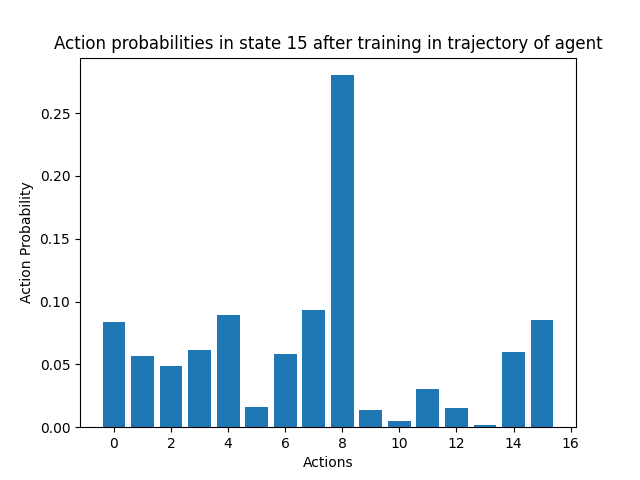 Action probabilities in state 15 after training in trajectory of agent
0.25
0.20
0.15
0.10
0.05
0.00
Action Probability
0 2 4 6 8 10 12 14 16
Actions